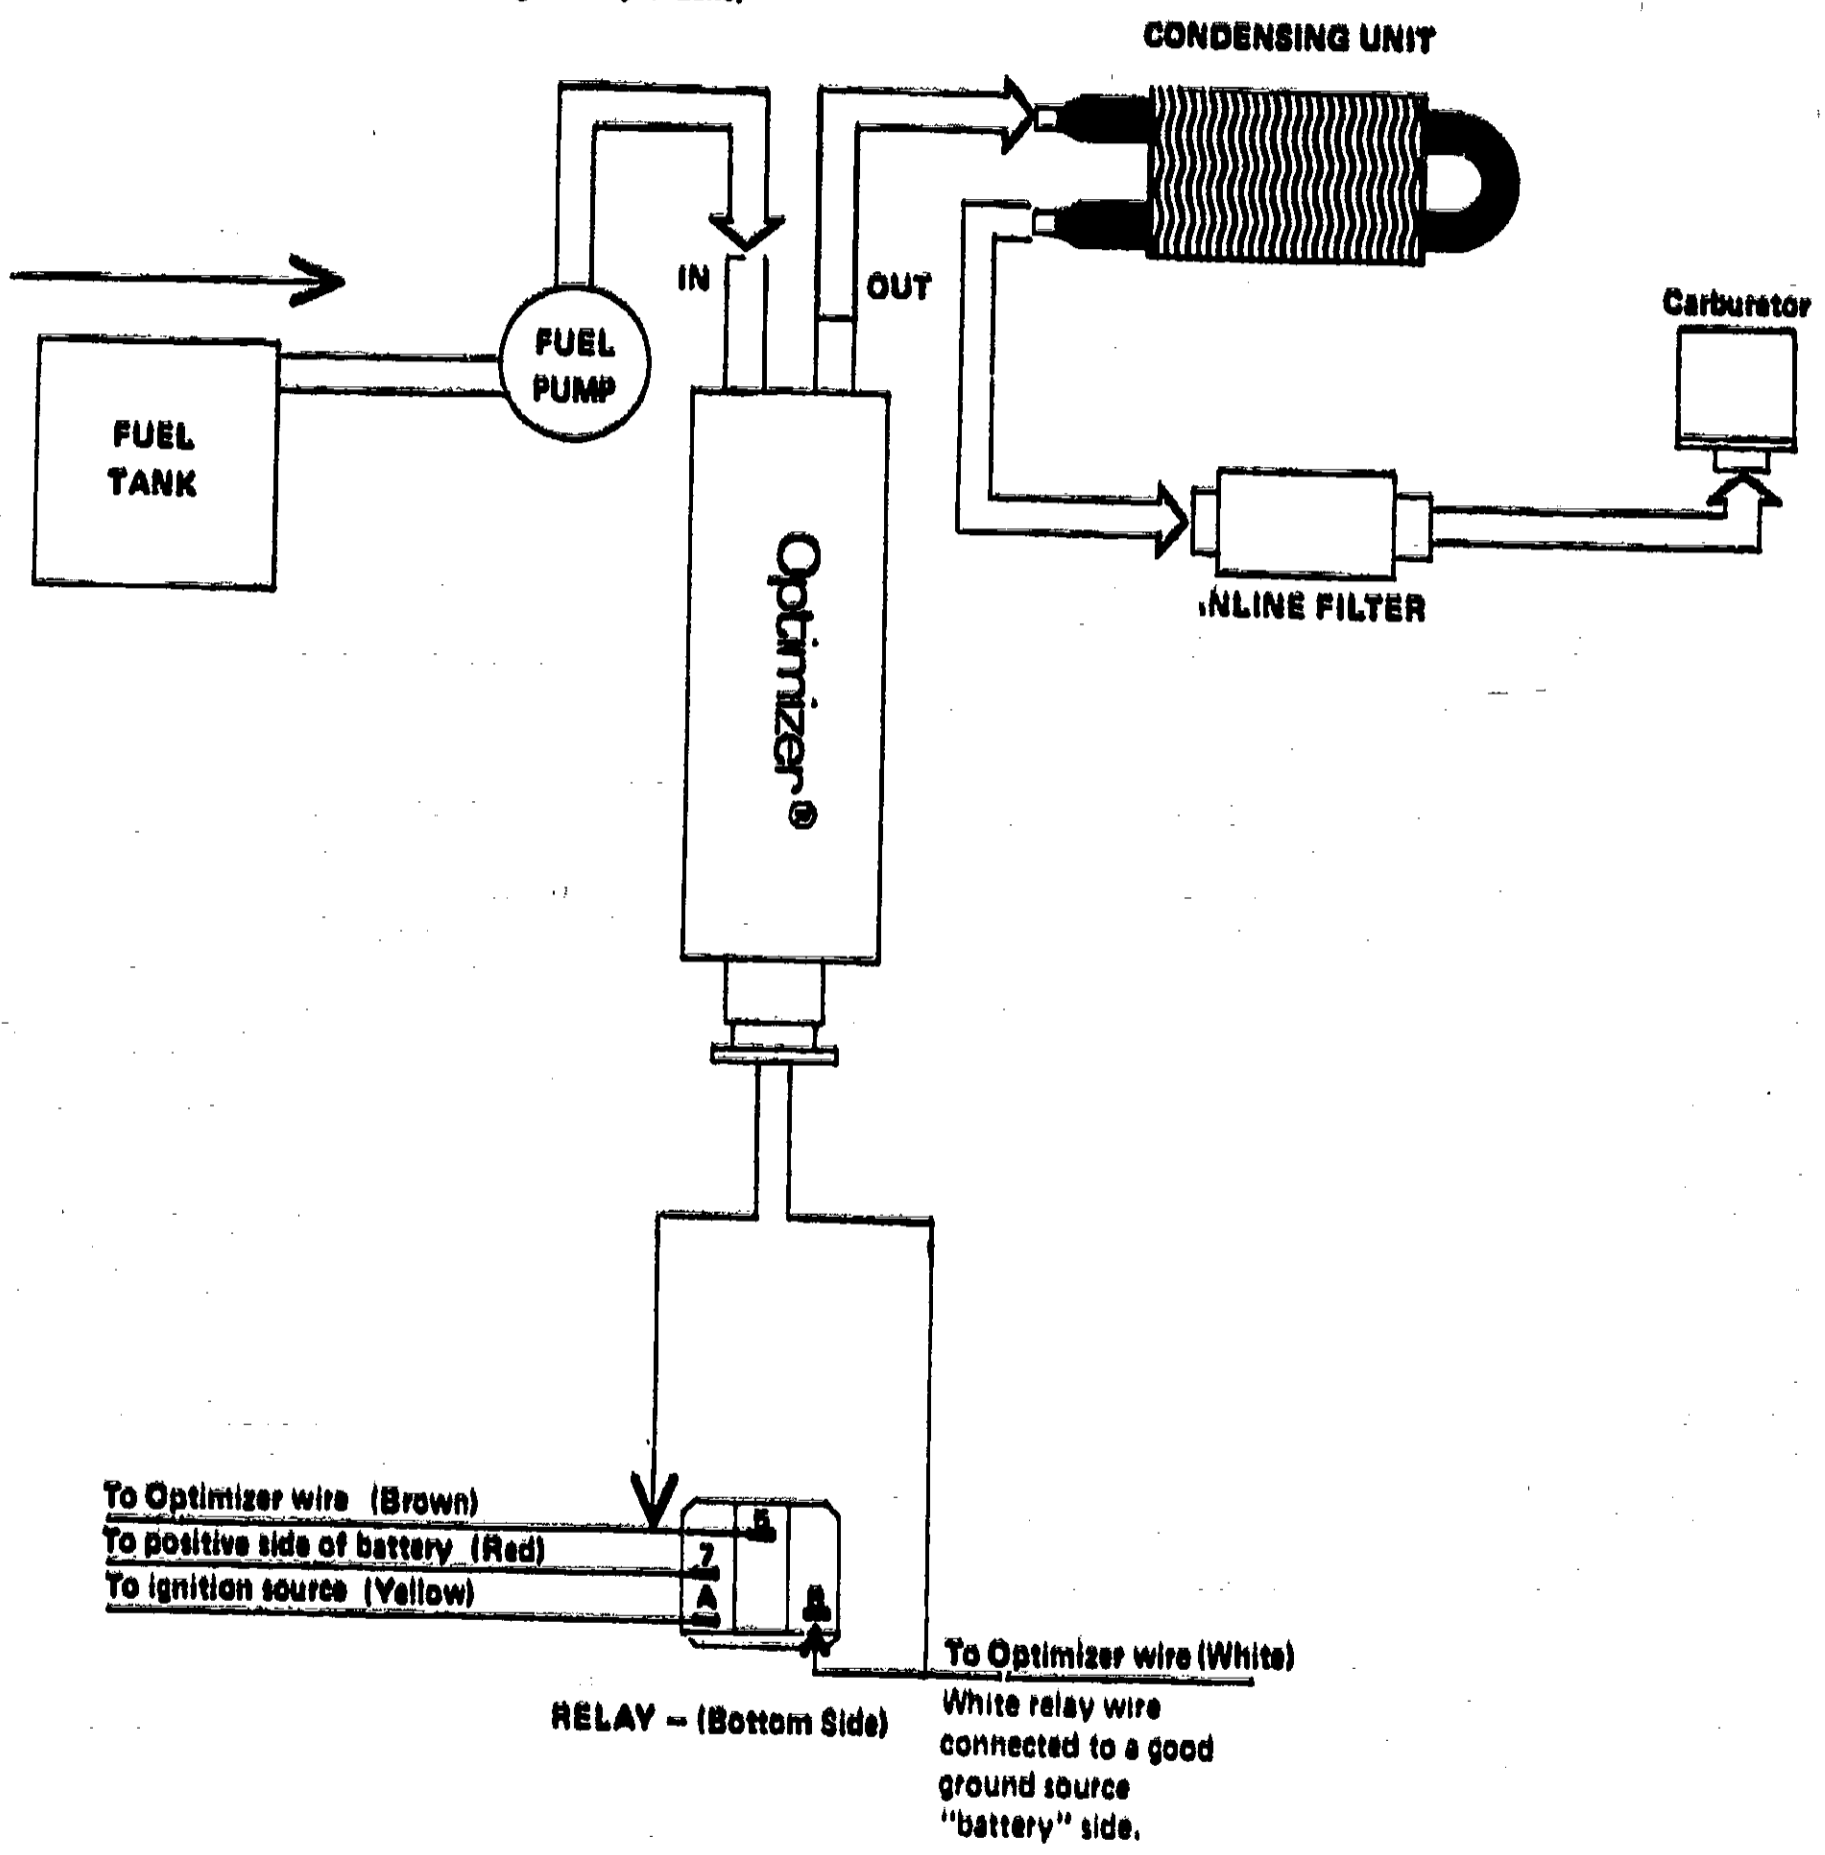 CONDENSING UNIT
IN
OUT
Carburetor
FUEL
PUMP
FUEL
TANK
INLINE FILTER
Optimizer®
To Optimizer wire (Brown)
To positive side of battery (Red)
To ignition source (Yellow)
5
7
A
B
To Optimizer wire (White)
White relay wire
connected to a good
ground source
"battery" side.
RELAY – (Bottom Side)